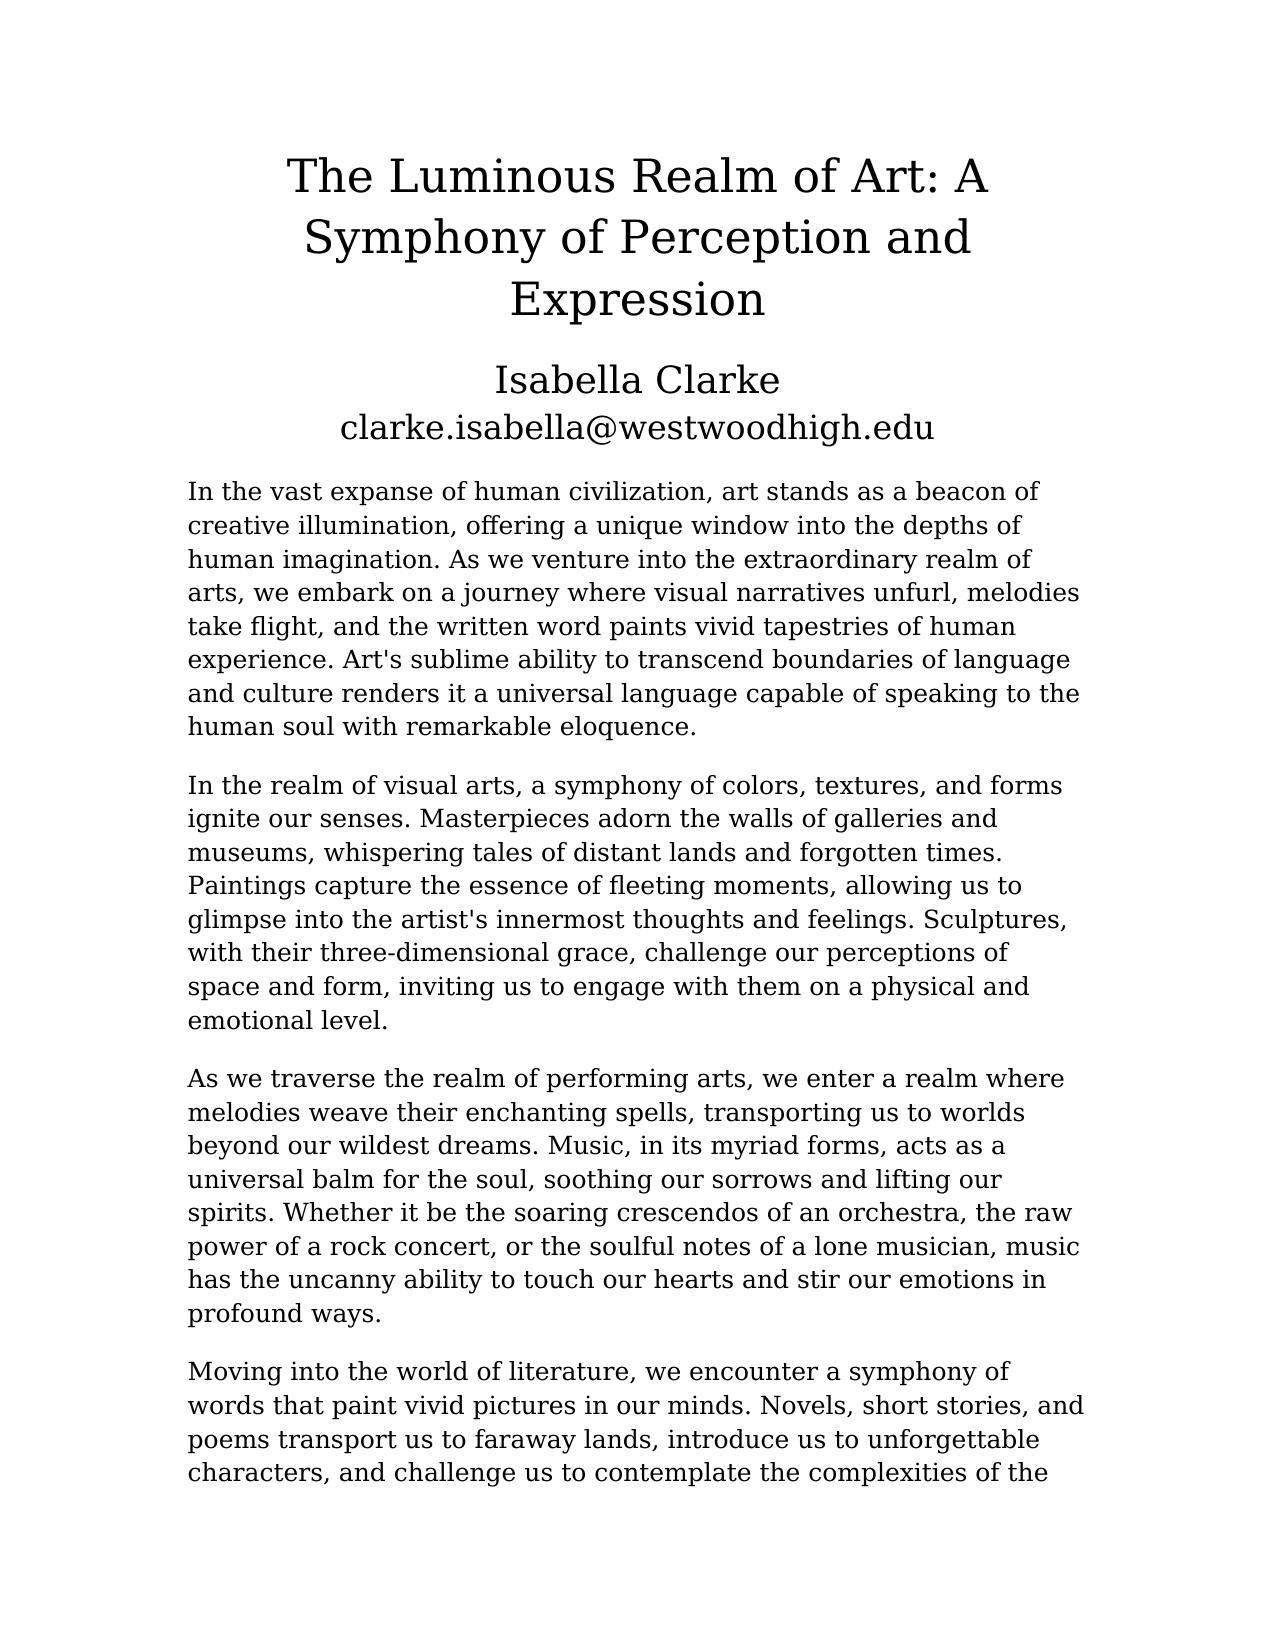 The Luminous Realm of Art: A
Symphony of Perception and
Expression
Isabella Clarke
clarke.isabella@westwoodhigh.edu
In the vast expanse of human civilization, art stands as a beacon of
creative illumination, offering a unique window into the depths of
human imagination. As we venture into the extraordinary realm of
arts, we embark on a journey where visual narratives unfurl, melodies
take flight, and the written word paints vivid tapestries of human
experience. Art's sublime ability to transcend boundaries of language
and culture renders it a universal language capable of speaking to the
human soul with remarkable eloquence.
In the realm of visual arts, a symphony of colors, textures, and forms
ignite our senses. Masterpieces adorn the walls of galleries and
museums, whispering tales of distant lands and forgotten times.
Paintings capture the essence of fleeting moments, allowing us to
glimpse into the artist's innermost thoughts and feelings. Sculptures,
with their three-dimensional grace, challenge our perceptions of
space and form, inviting us to engage with them on a physical and
emotional level.
As we traverse the realm of performing arts, we enter a realm where
melodies weave their enchanting spells, transporting us to worlds
beyond our wildest dreams. Music, in its myriad forms, acts as a
universal balm for the soul, soothing our sorrows and lifting our
spirits. Whether it be the soaring crescendos of an orchestra, the raw
power of a rock concert, or the soulful notes of a lone musician, music
has the uncanny ability to touch our hearts and stir our emotions in
profound ways.
Moving into the world of literature, we encounter a symphony of
words that paint vivid pictures in our minds. Novels, short stories, and
poems transport us to faraway lands, introduce us to unforgettable
characters, and challenge us to contemplate the complexities of the